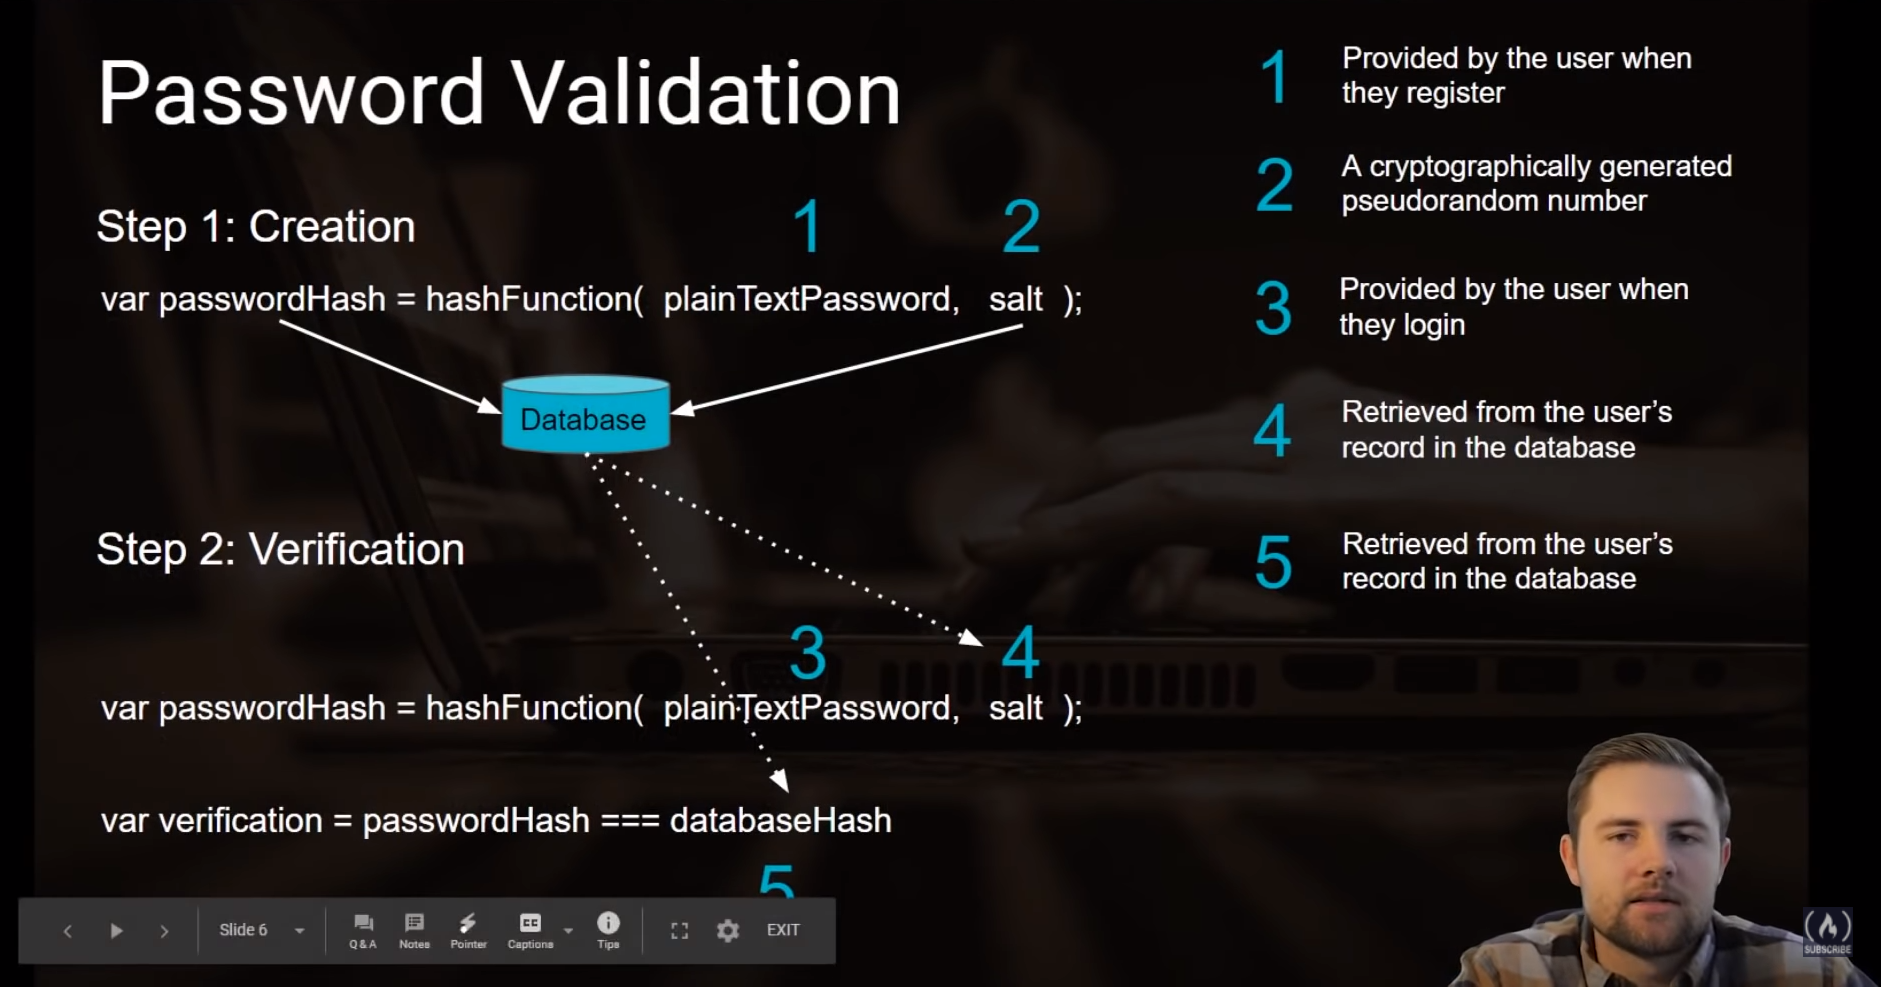 Password Validation
Step 1: Creation
1
2
var passwordHash = hashFunction( plainTextPassword, salt );
Database
Step 2: Verification
3
4
var passwordHash = hashFunction( plainTextPassword, salt );
var verification = passwordHash === databaseHash
5
1
Provided by the user when
they register
2
A cryptographically generated
pseudorandom number
3
Provided by the user when
they login
4
Retrieved from the user’s
record in the database
5
Retrieved from the user’s
record in the database
Slide 6
Q & A
Notes
Pointer
CC
Captions
Tips
EXIT
SUBSCRIBE